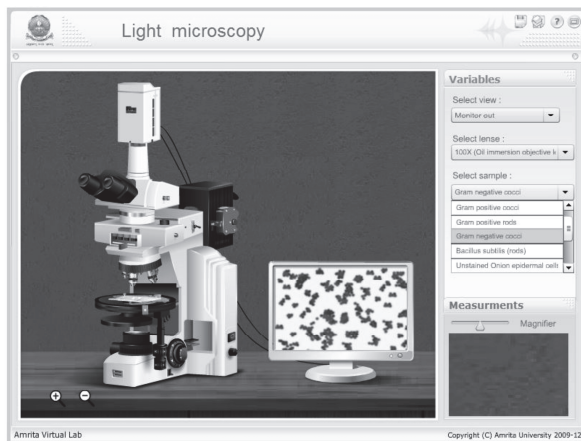 Light microscopy
Variables
Select view :
Monitor out
Select lense :
100X (Oil immersion objective l
Select sample :
Gram negative cocci
Gram positive cocci
Gram positive rods
Gram negative cocci
Bacillus subtilis (rods)
Unstained Onion epidermal cells
Measurments
Magnifier
Amrita Virtual Lab
Copyright (C) Amrita University 2009-12